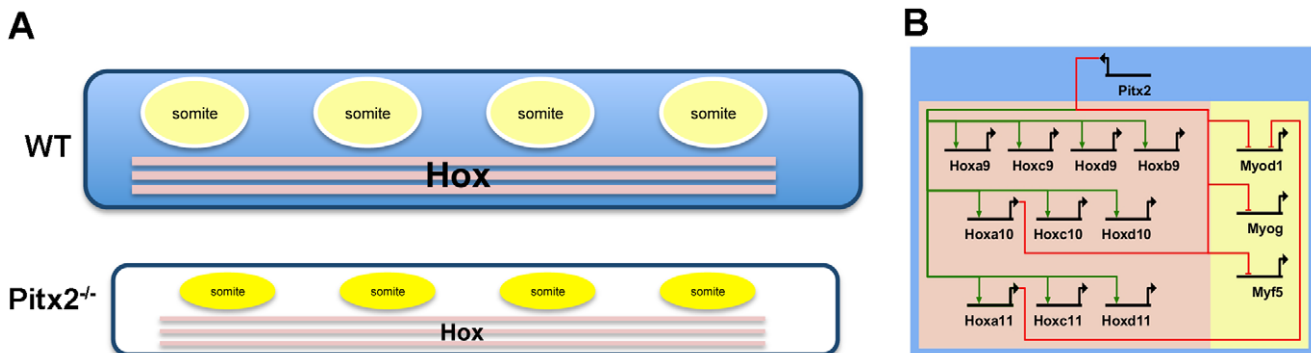 A
B
somite somite somite somite
WT
Hox
Pitx2-/-
somite somite somite somite
Hox
Pitx2
Hoxa9 Hoxc9 Hoxd9 Hoxb9 Myod1
Hoxa10 Hoxc10 Hoxd10 Myog
Hoxa11 Hoxc11 Hoxd11 Myf5